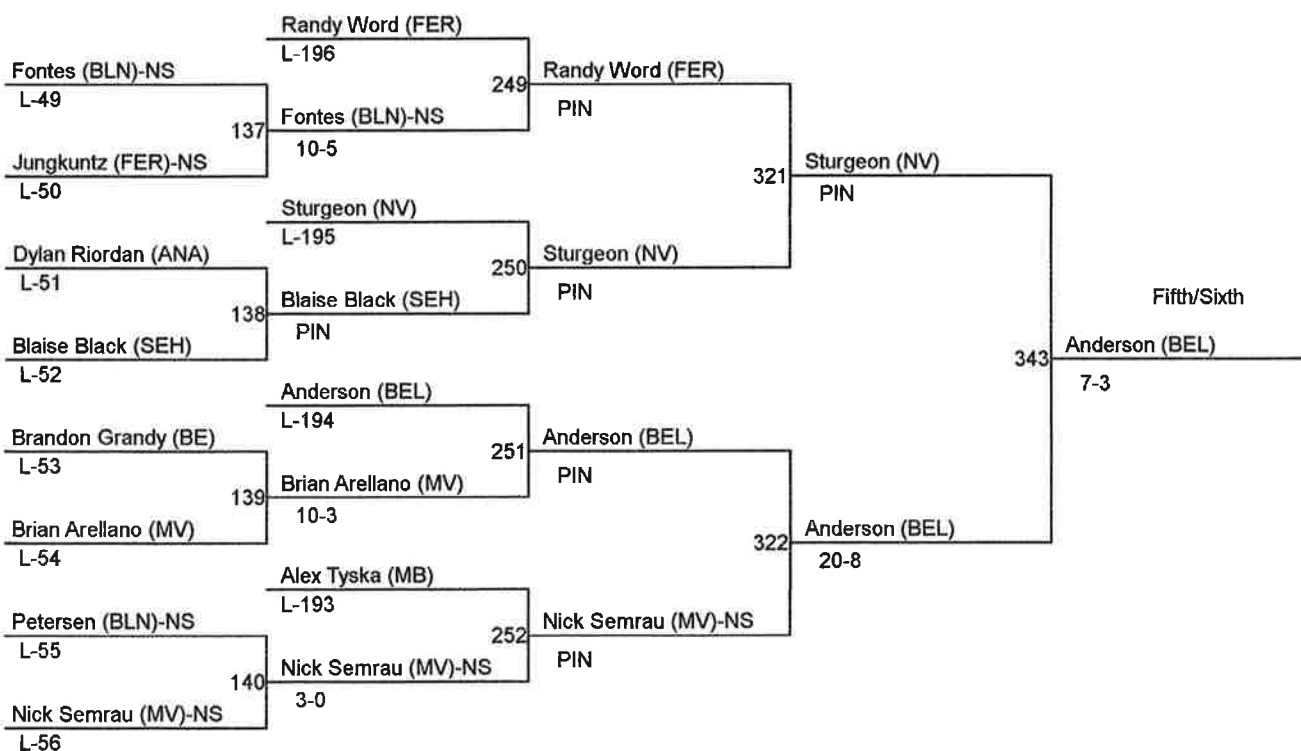 Randy Word (FER)
L-196
Fontes (BLN)-NS
L-49
249
Randy Word (FER)
PIN
137
Fontes (BLN)-NS
10-5
Jungkuntz (FER)-NS
L-50
321
Sturgeon (NV)
PIN
Sturgeon (NV)
L-195
Dylan Riordan (ANA)
L-51
250
Sturgeon (NV)
PIN
138
Blaise Black (SEH)
PIN
Blaise Black (SEH)
L-52
Fifth/Sixth
343
Anderson (BEL)
7-3
Anderson (BEL)
L-194
Brandon Grandy (BE)
L-53
251
Anderson (BEL)
PIN
139
Brian Arellano (MV)
10-3
Brian Arellano (MV)
L-54
322
Anderson (BEL)
20-8
Alex Tyska (MB)
L-193
Petersen (BLN)-NS
L-55
252
Nick Semrau (MV)-NS
PIN
140
Nick Semrau (MV)-NS
3-0
Nick Semrau (MV)-NS
L-56